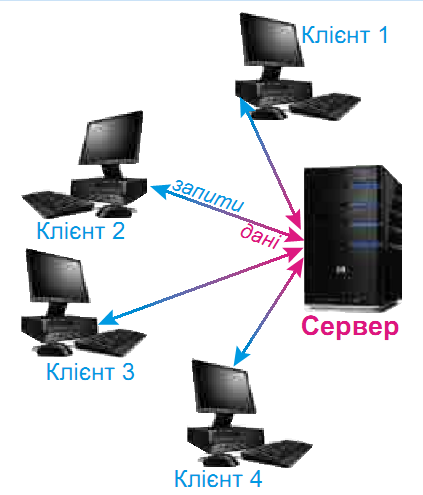 Клієнт 1
запити
Клієнт 2
дані
Сервер
Клієнт 3
Клієнт 4